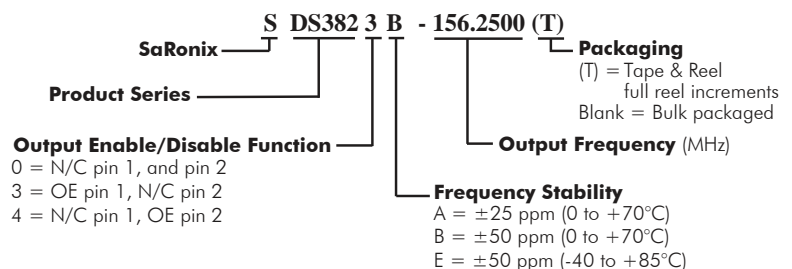 S DS382 3 B - 156.2500 (T)
SaRonix
Product Series
Output Enable/Disable Function
0 = N/C pin 1, and pin 2
3 = OE pin 1, N/C pin 2
4 = N/C pin 1, OE pin 2
Packaging
(T) = Tape & Reel
full reel increments
Blank = Bulk packaged
Output Frequency (MHz)
Frequency Stability
A = ±25 ppm (0 to +70°C)
B = ±50 ppm (0 to +70°C)
E = ±50 ppm (-40 to +85°C)